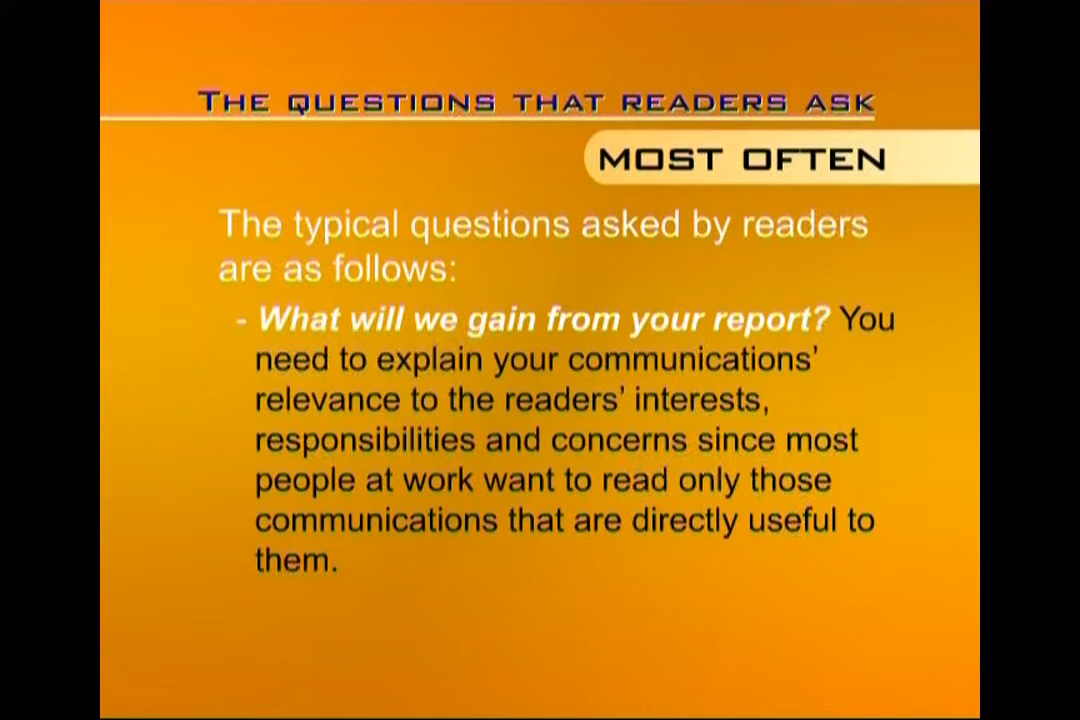 THE QUESTIONS THAT READERS ASK
MOST OFTEN
The typical questions asked by readers
are as follows:
- What will we gain from your report? You
need to explain your communications’
relevance to the readers’ interests,
responsibilities and concerns since most
people at work want to read only those
communications that are directly useful to
them.